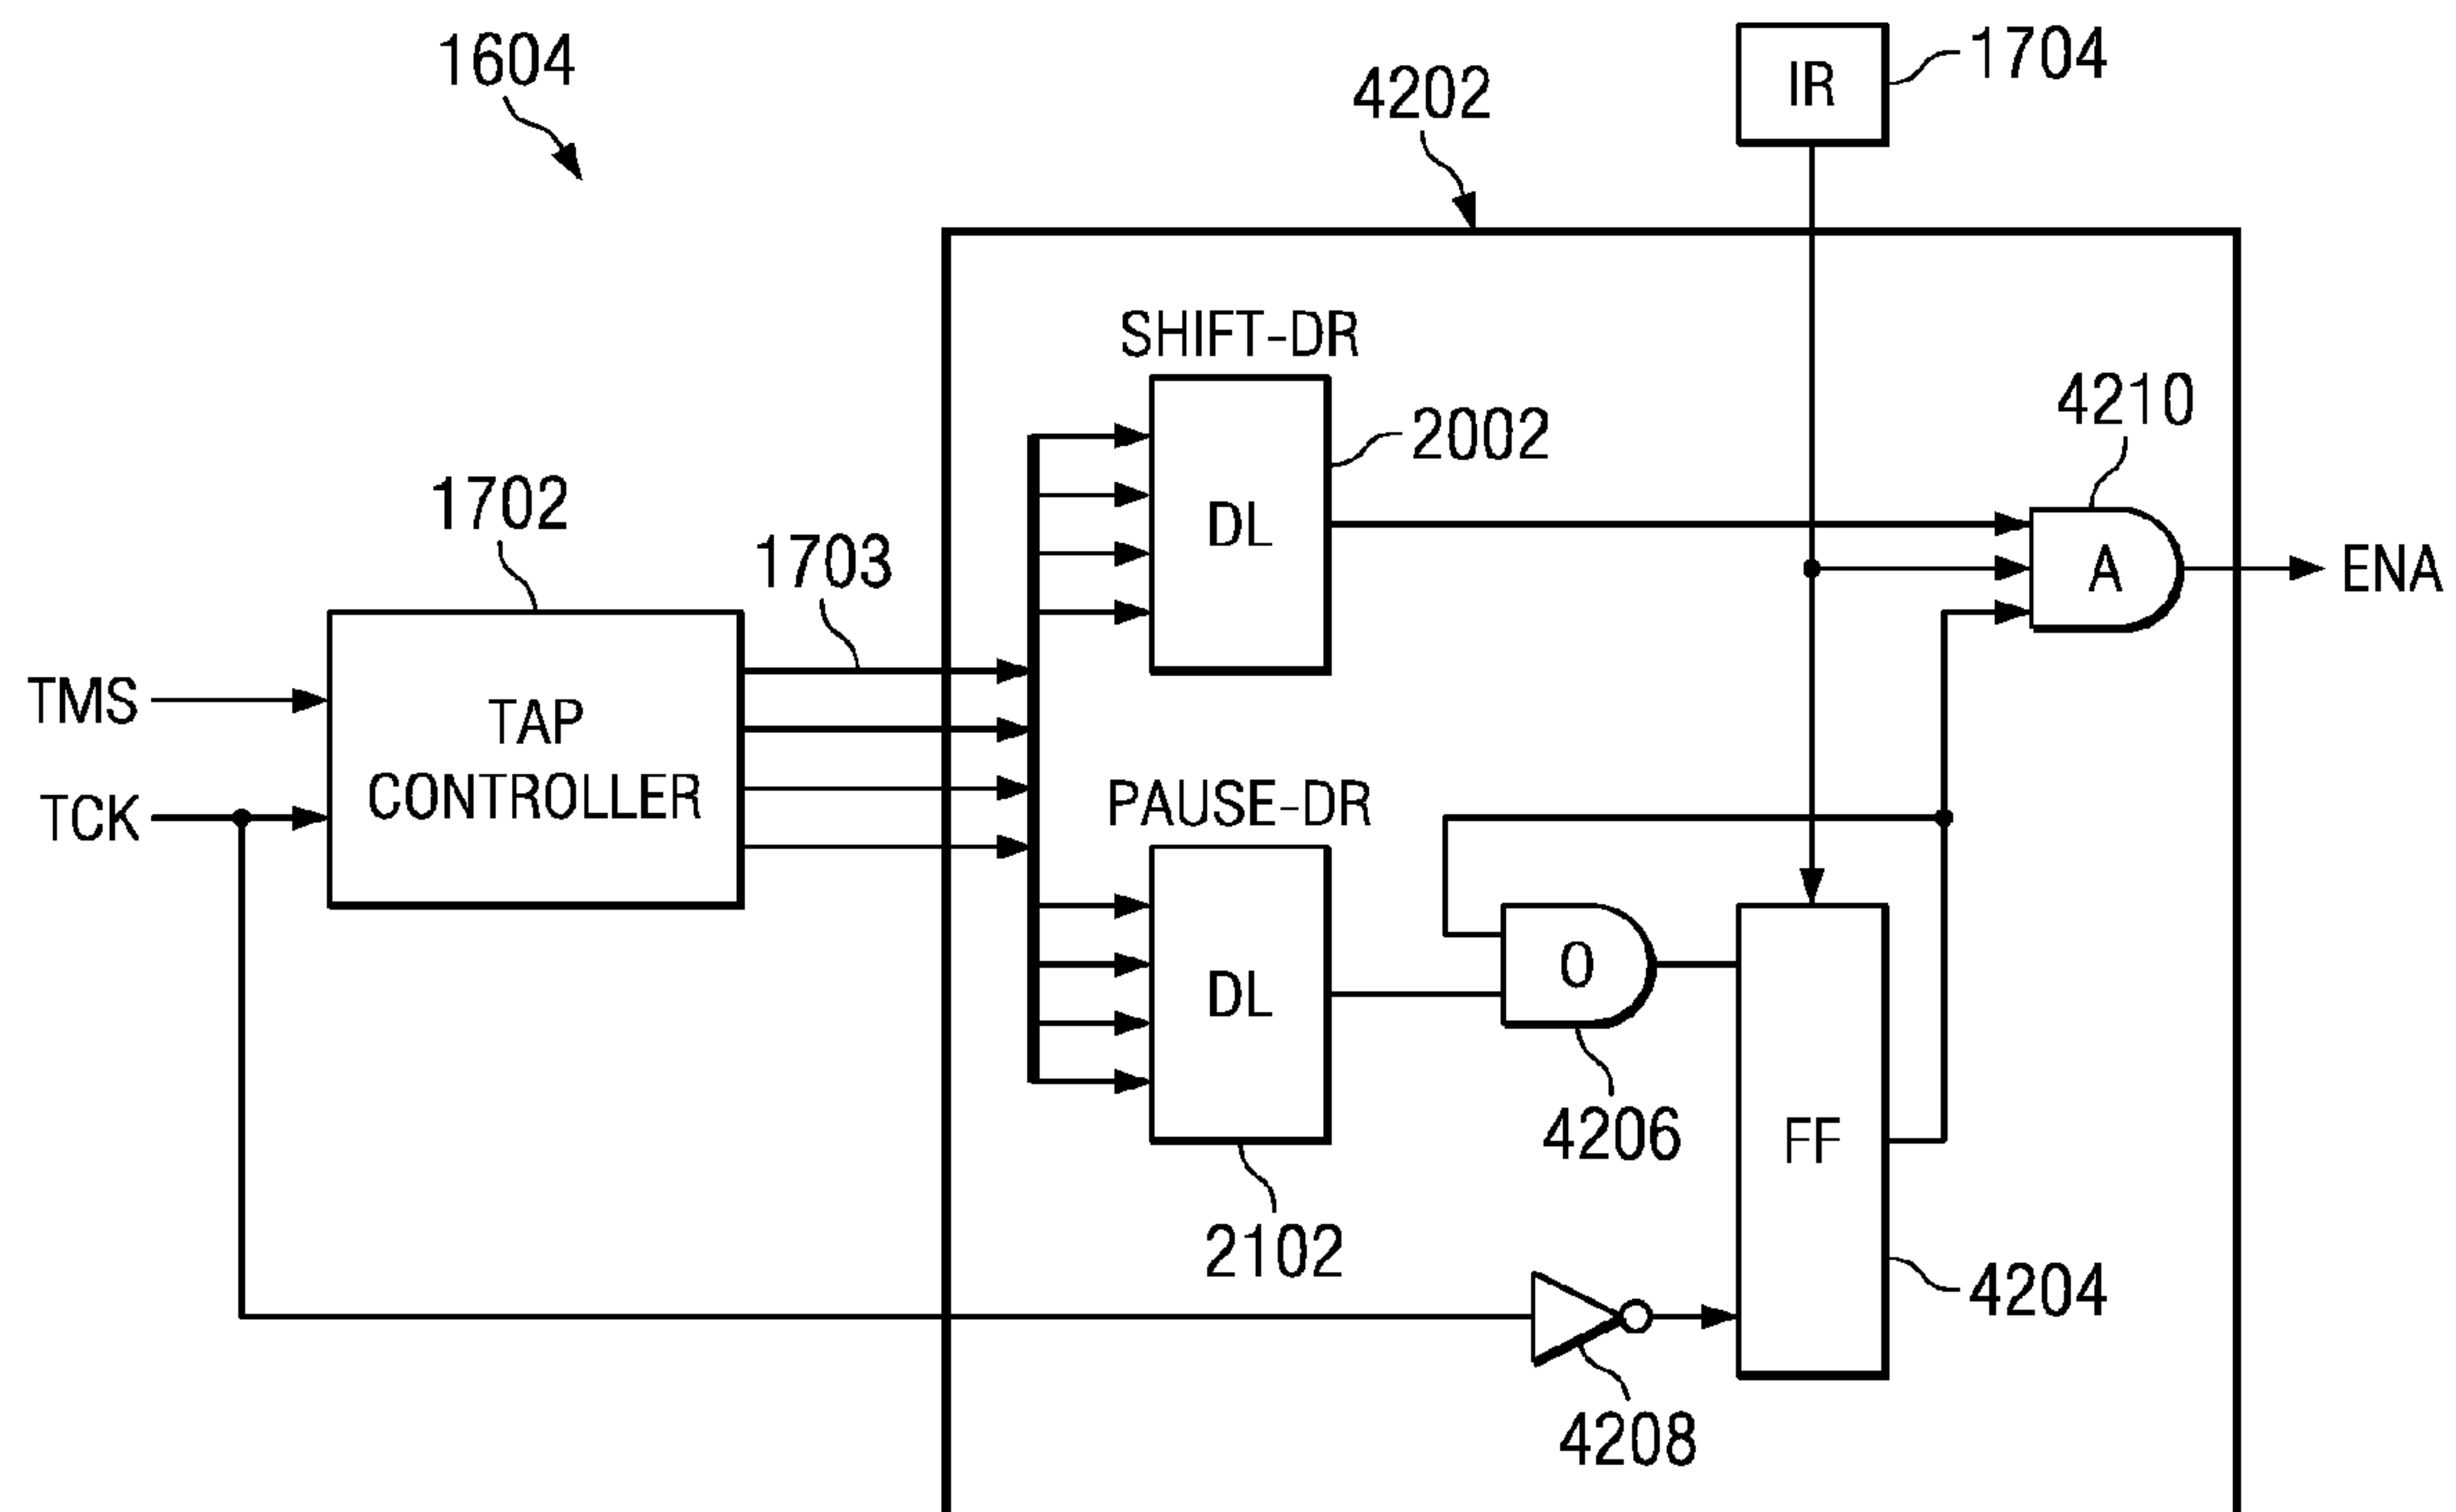 1604
4202
IR
1704
SHIFT-DR
4210
2002
1702
DL
1703
A
ENA
TMS
TAP
CONTROLLER
TCK
PAUSE-DR
O
DL
4206
FF
2102
4204
4208